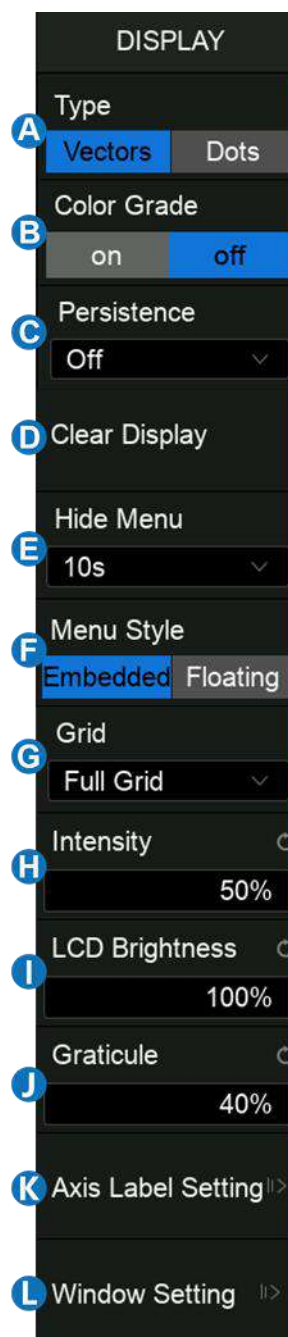 DISPLAY
Type
A
Vectors Dots
Color Grade
B
on off
Persistence
C
Off
D Clear Display
Hide Menu
E
10s
Menu Style
F
Embedded Floating
Grid
G
Full Grid
Intensity
H
50%
LCD Brightness
I
100%
Graticule
J
40%
K Axis Label Setting
L Window Setting